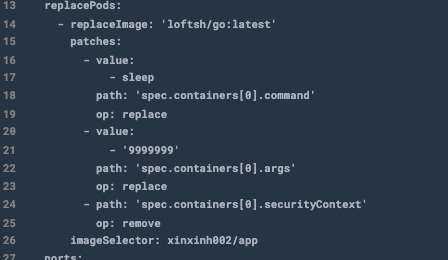 13 replacePods:
14 - replaceImage: 'loftsh/go:latest'
15 patches:
16 - value:
17 - sleep
18 path: 'spec.containers[0].command'
19 op: replace
20 - value:
21 - '9999999'
22 path: 'spec.containers[0].args'
23 op: replace
24 - path: 'spec.containers[0].securityContext'
25 op: remove
26 imageSelector: xinxinh002/app
27 ports: